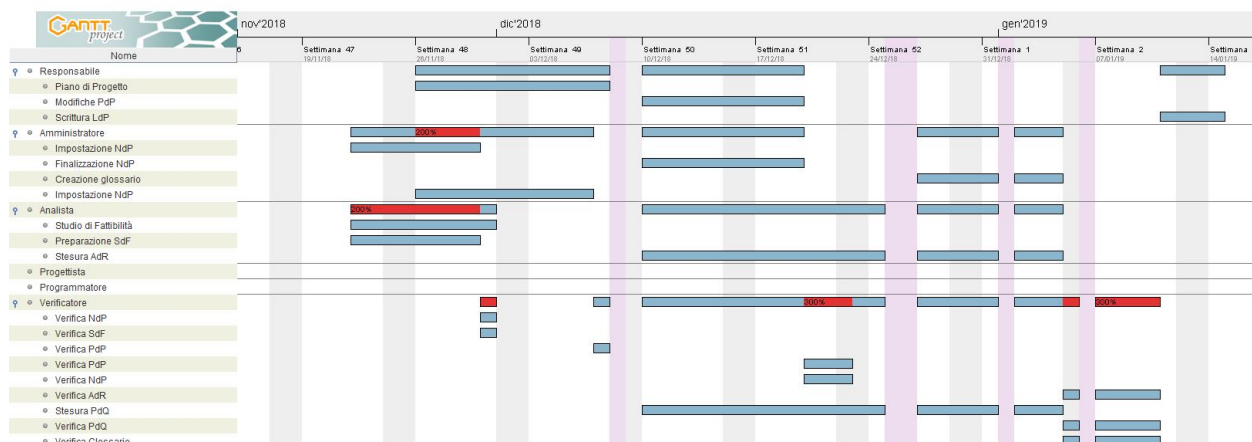 GANTT
project
nov'2018 dic'2018 gen'2019
Nome
6 Settimana 47 Settimana 48 Settimana 49 Settimana 50 Settimana 51 Settimana 52 Settimana 1 Settimana 2 Settimana
19/11/18 26/11/18 03/12/18 10/12/18 17/12/18 24/12/18 31/12/18 07/01/19 14/01/19
Responsabile
Piano di Progetto
Modifiche PdP
Scrittura LdP
Amministratore 200%
Impostazione NdP
Finalizzazione NdP
Creazione glossario
Impostazione NdP
Analista 200%
Studio di Fattibilità
Preparazione SdF
Stesura AdR
Progettista
Programmatore
Verificatore 300% 300%
Verifica NdP
Verifica SdF
Verifica PdP
Verifica PdP
Verifica NdP
Verifica AdR
Stesura PdQ
Verifica PdQ
Verifica Glossario